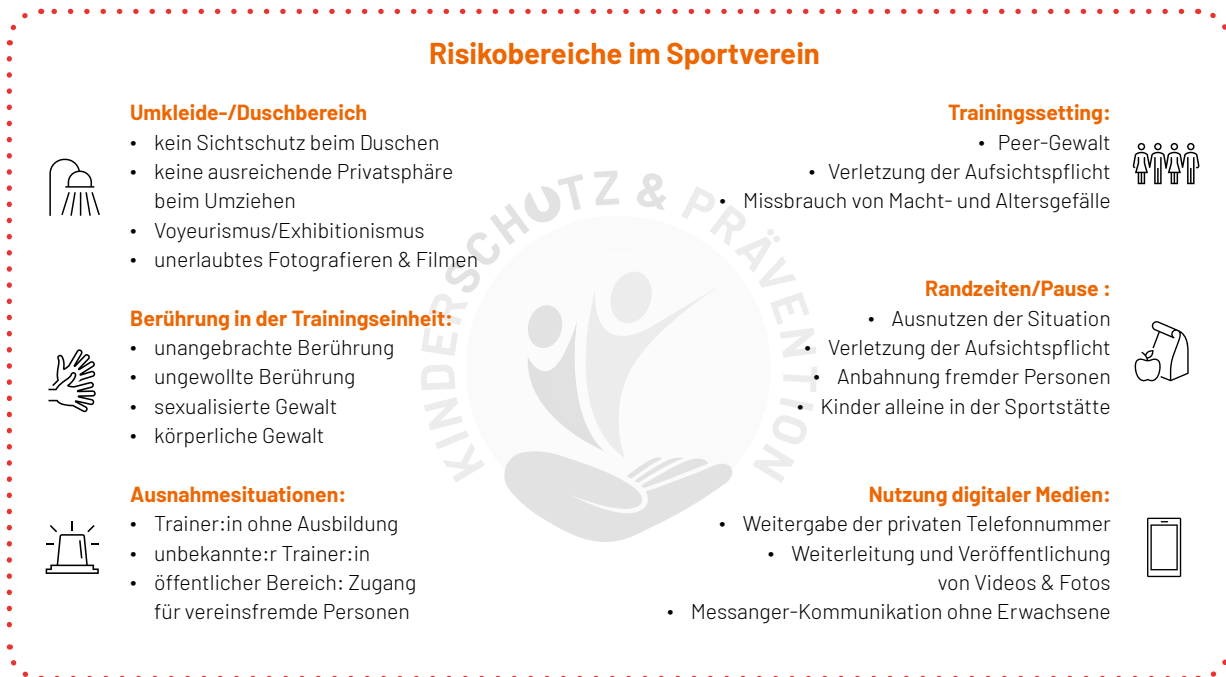 Risikobereiche im Sportverein
Umkleide-/Duschbereich
• kein Sichtschutz beim Duschen
• keine ausreichende Privatsphäre
beim Umziehen
• Voyeurismus/Exhibitionismus
• unerlaubtes Fotografieren & Filmen
Berührung in der Trainingseinheit:
• unangebrachte Berührung
• ungewollte Berührung
• sexualisierte Gewalt
• körperliche Gewalt
Ausnahmesituationen:
• Trainer:in ohne Ausbildung
• unbekannte:r Trainer:in
• öffentlicher Bereich: Zugang
für vereinsfremde Personen
Trainingssetting:
• Peer-Gewalt
• Verletzung der Aufsichtspflicht
• Missbrauch von Macht- und Altersgefälle
Randzeiten/Pause :
• Ausnutzen der Situation
• Verletzung der Aufsichtspflicht
• Anbahnung fremder Personen
• Kinder alleine in der Sportstätte
Nutzung digitaler Medien:
• Weitergabe der privaten Telefonnummer
• Weiterleitung und Veröffentlichung
von Videos & Fotos
• Messanger-Kommunikation ohne Erwachsene
KINDERSCHUTZ & PRÄVENTION